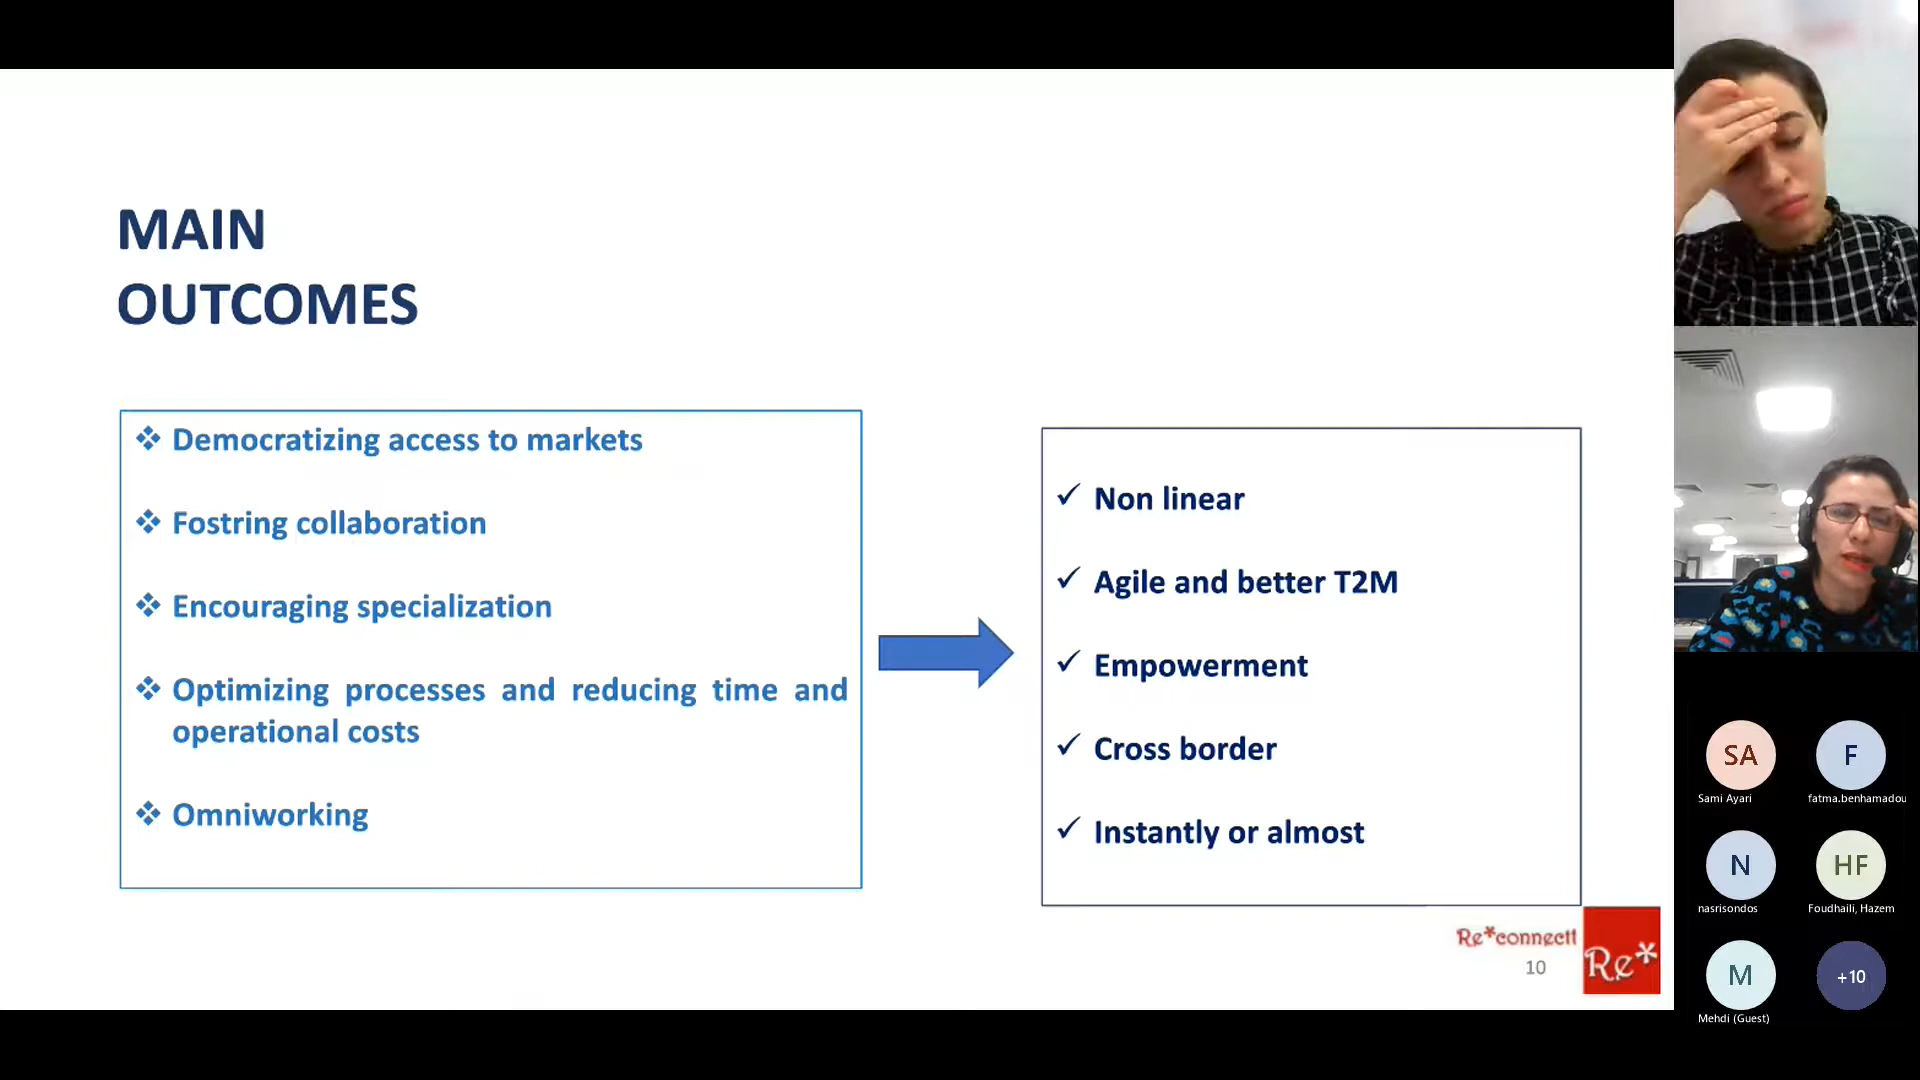 MAIN
OUTCOMES
Democratizing access to markets
Fostring collaboration
Encouraging specialization
Optimizing processes and reducing time and
operational costs
Omniworking
Non linear
Agile and better T2M
Empowerment
Cross border
Instantly or almost
Re*connectt
10
Re*
SA
Sami Ayari
F
fatma.benhamadou
N
nasrisondos
HF
Foudhaili, Hazem
M
Mehdi (Guest)
+10